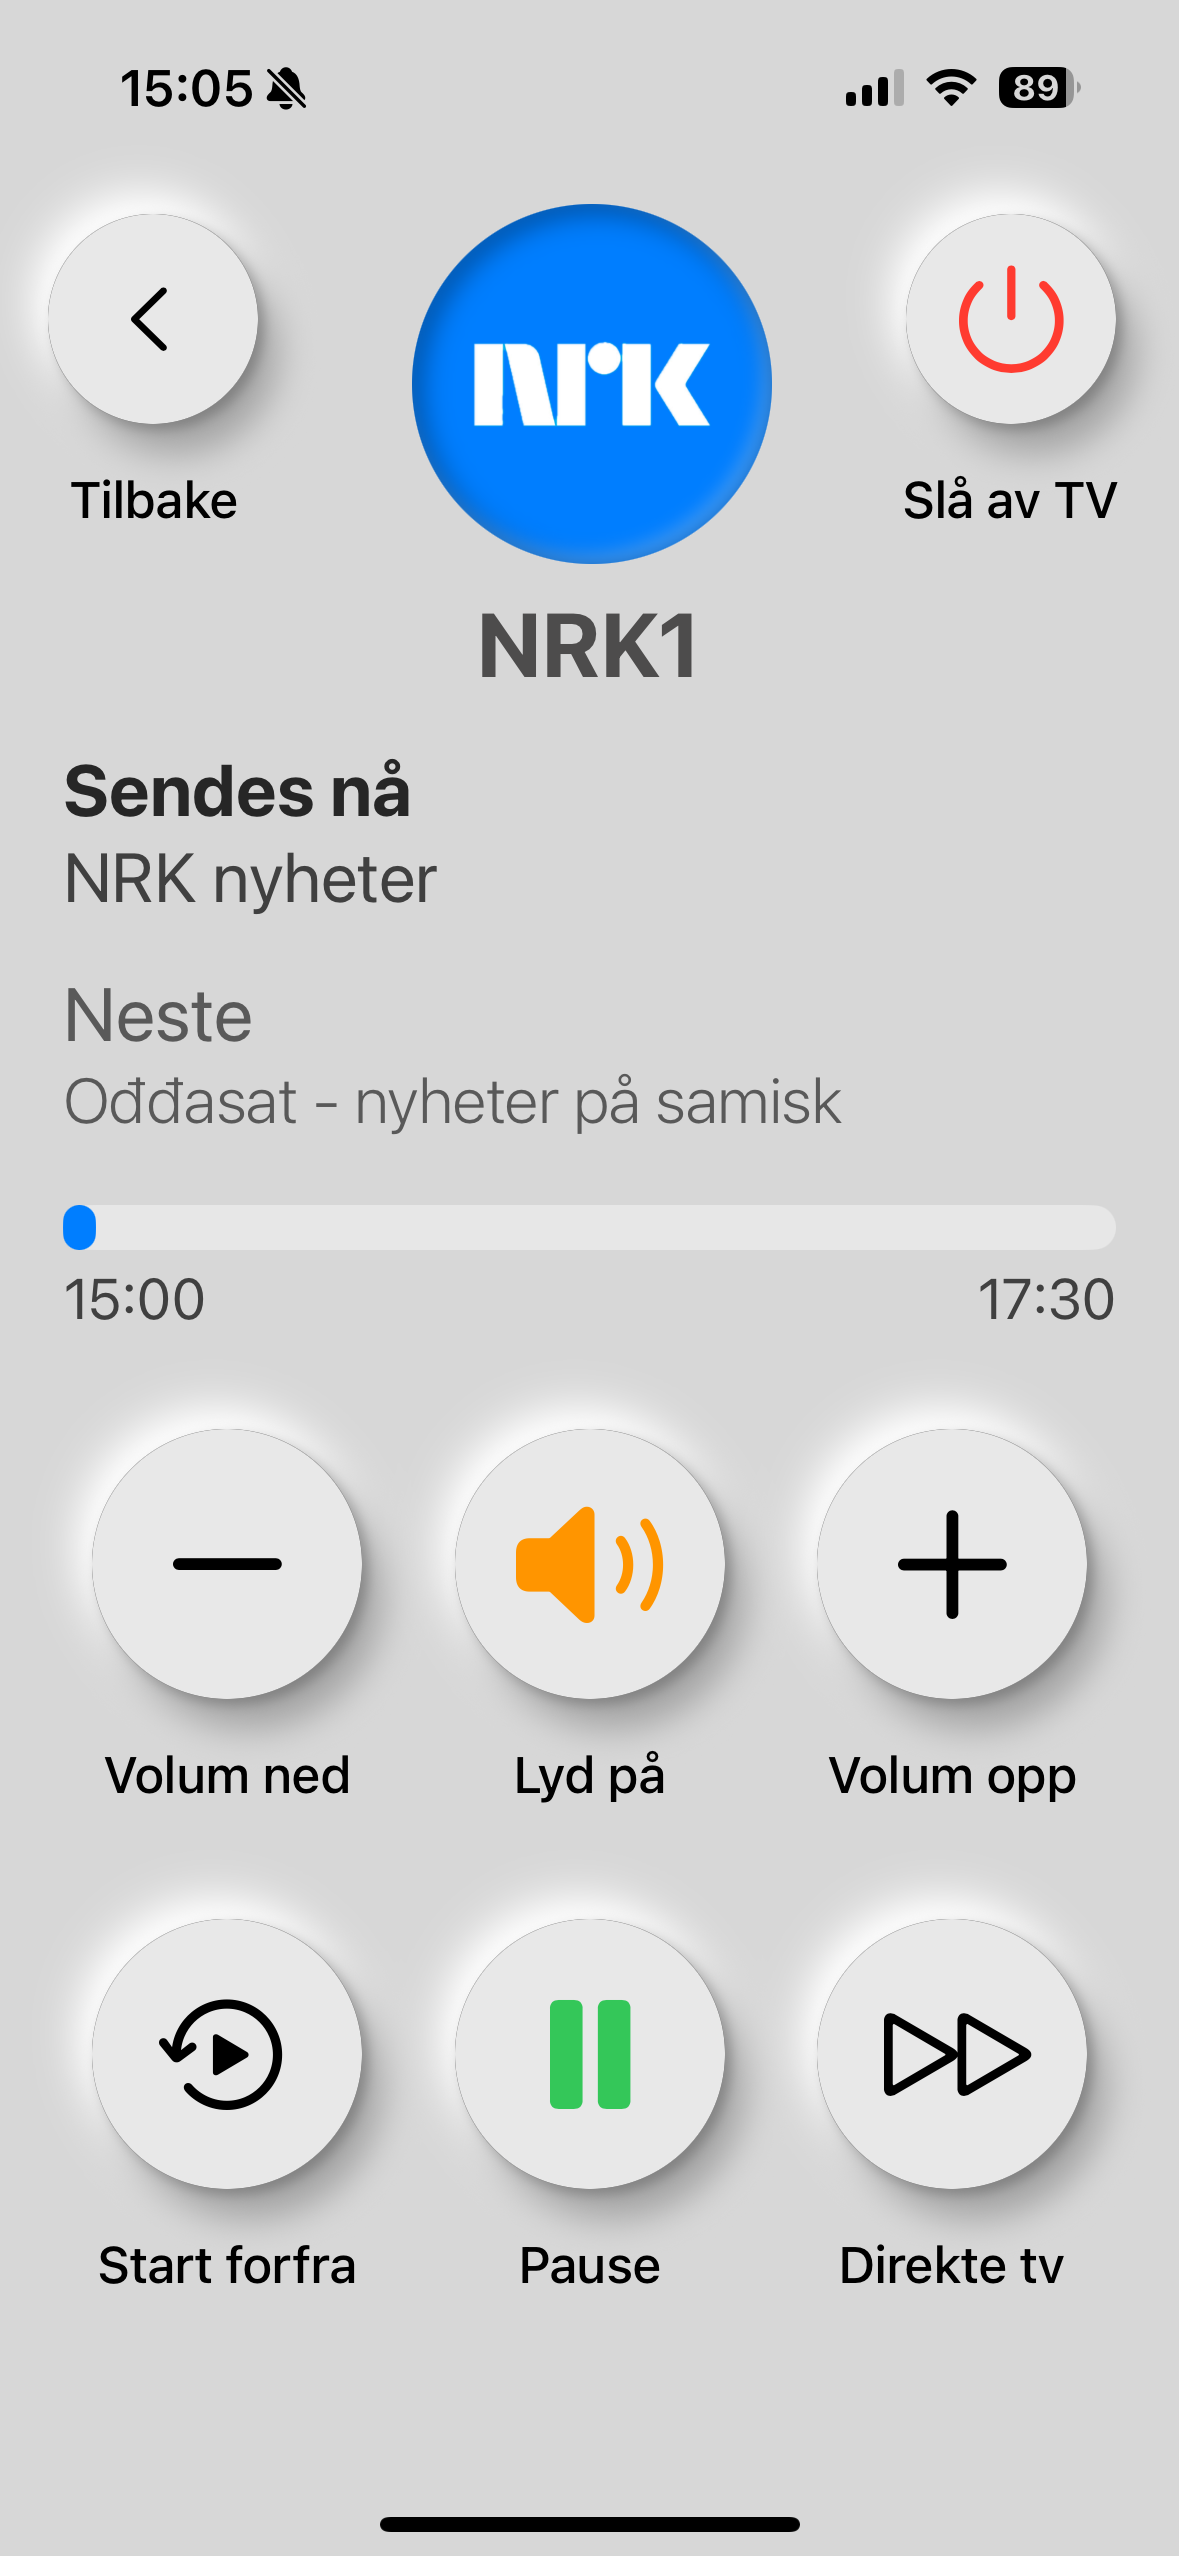 15:05
89
NRK
Tilbake
Slå av TV
NRK1
Sendes nå
NRK nyheter
Neste
Ođđasat - nyheter på samisk
15:00
17:30
Volum ned
Lyd på
Volum opp
Start forfra
Pause
Direkte tv